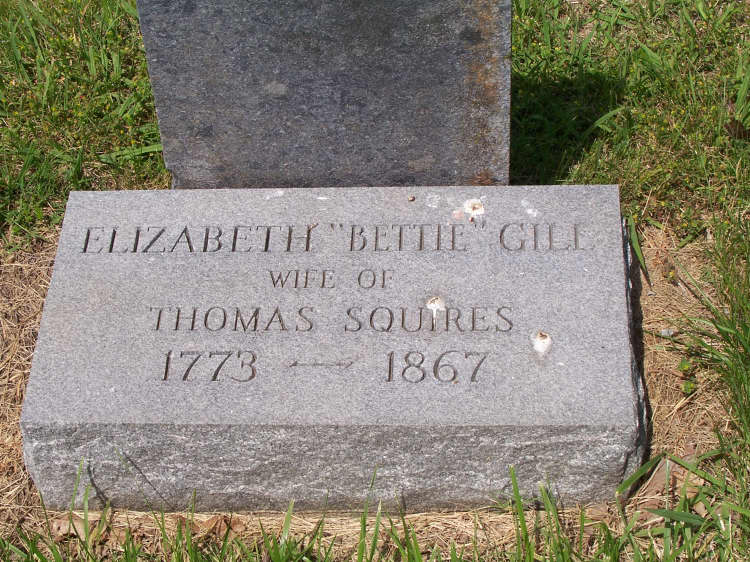 ELIZABETH "BETTIE" GILL
WIFE OF
THOMAS SQUIRES
1773 — 1867